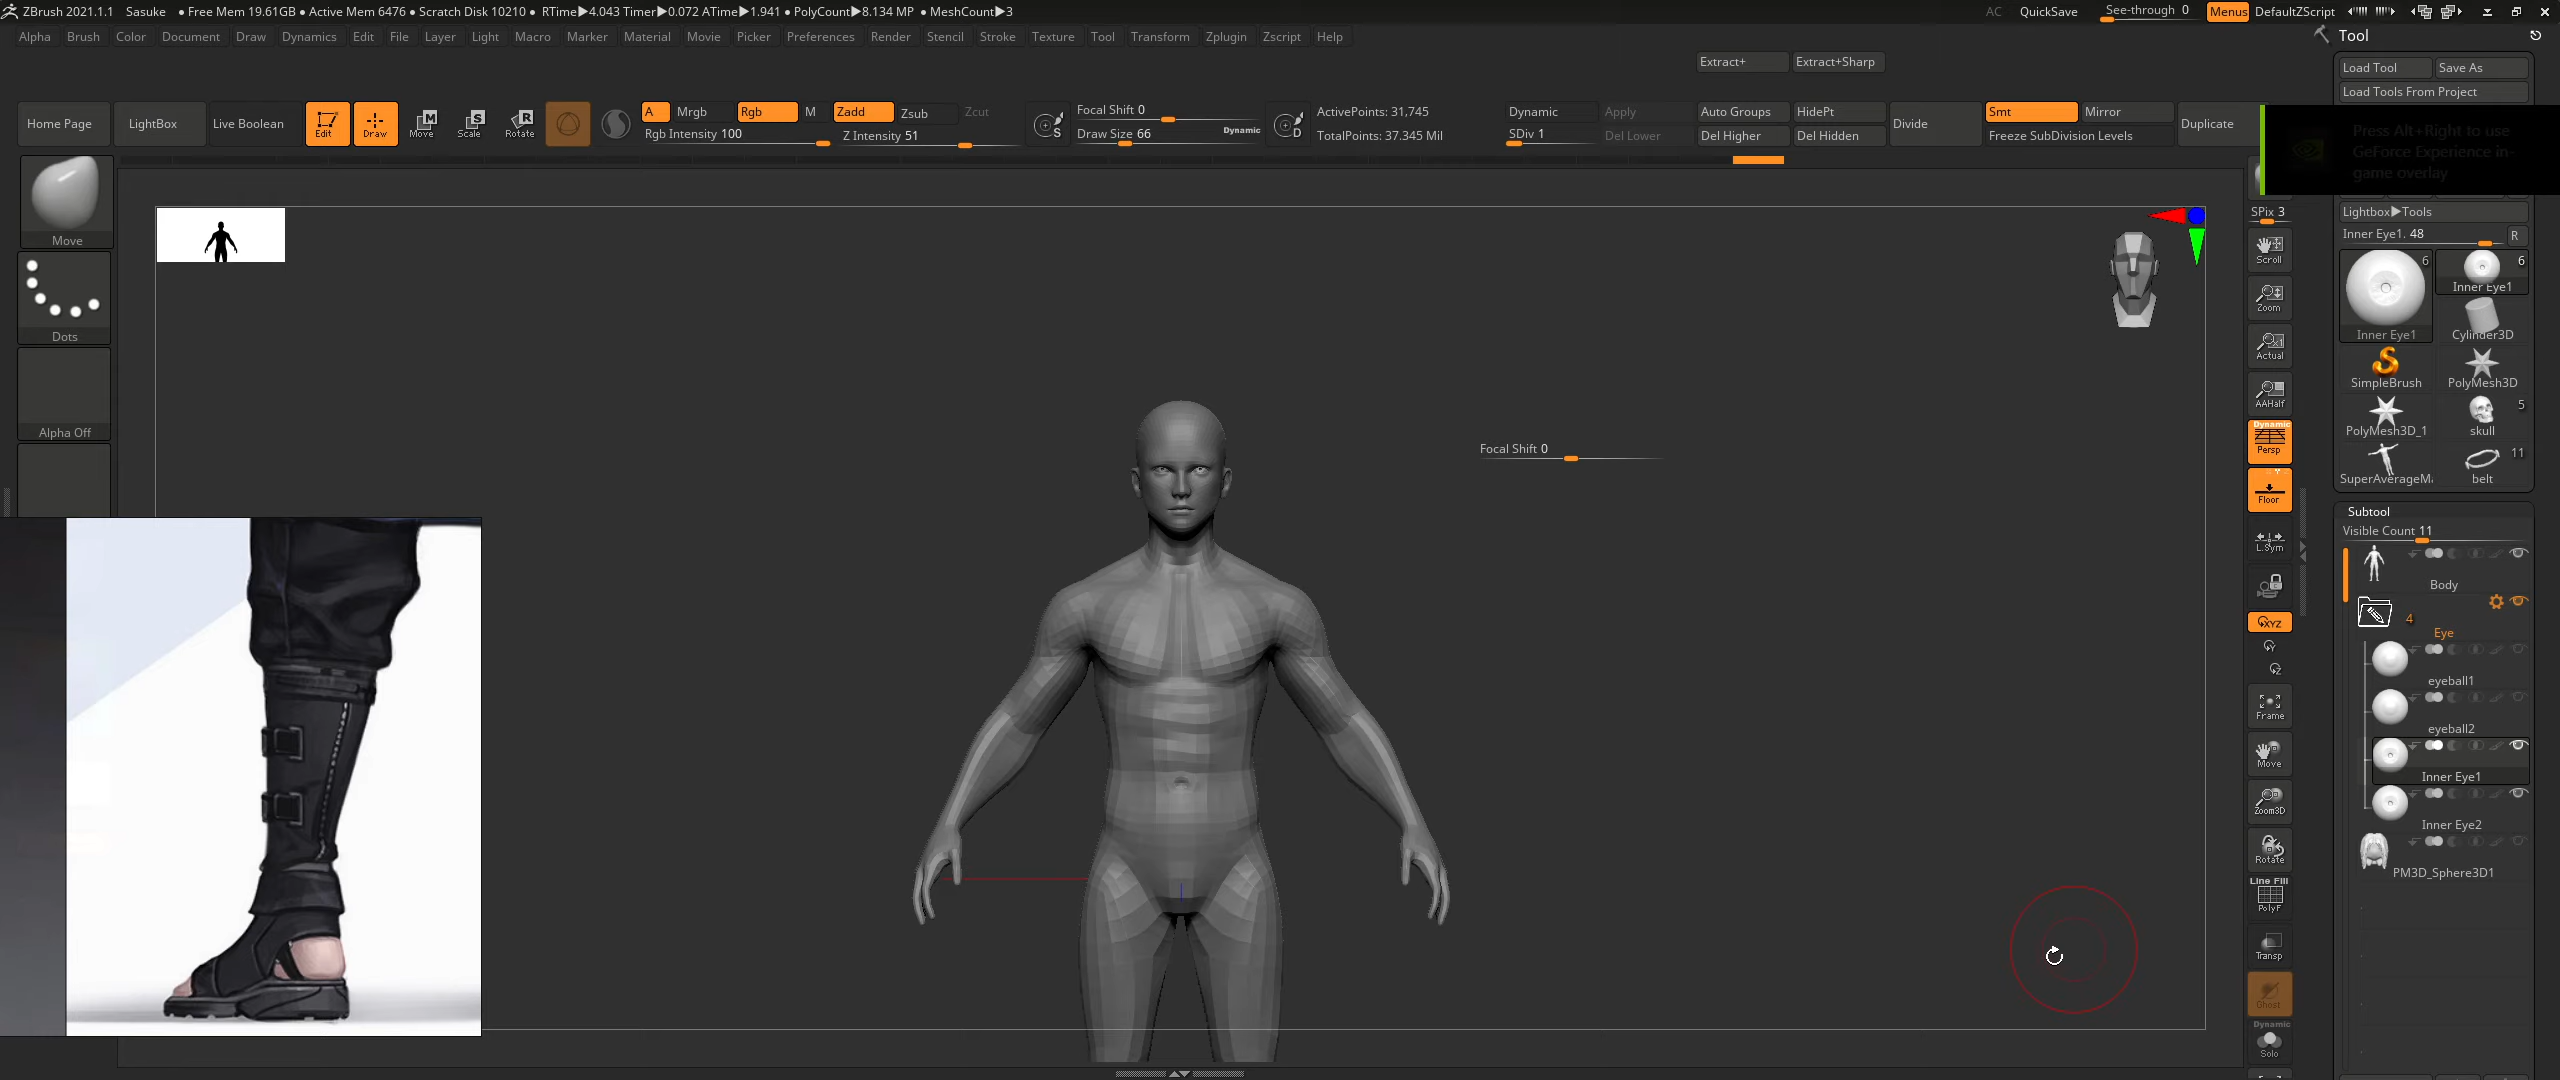 ZBrush 2021.1.1 Sasuke ● Free Mem 19.61GB ● Active Mem 6476 ● Scratch Disk 10210 ● RTime▶4.043 Timer▶0.072 ATime▶1.941 ● PolyCount▶8.134 MP ● MeshCount▶3 AC QuickSave See-through 0 Menus DefaultZScript
Alpha Brush Color Document Draw Dynamics Edit File Layer Light Macro Marker Material Movie Picker Preferences Render Stencil Stroke Texture Tool Transform Zplugin Zscript Help
Tool
Extract+ Extract+Sharp
Load Tool Save As
Load Tools From Project
Home Page LightBox Live Boolean Edit Draw Move Scale Rotate
A Mrgb Rgb M Zadd Zsub Zcut
Rgb Intensity 100 Z Intensity 51
S
Focal Shift 0
Draw Size 66 Dynamic
D
ActivePoints: 31,745
TotalPoints: 37.345 Mil
Dynamic Apply Auto Groups HidePt
SDiv 1 Del Lower Del Higher Del Hidden
Divide
Smt Mirror
Freeze SubDivision Levels
Duplicate
Press Alt+Right to use
GeForce Experience in-
game overlay
Move
Dots
Alpha Off
Focal Shift 0
SPix 3
Scroll
Zoom
Actual
AAHalf
Dynamic
Persp
Floor
L.Sym
XYZ
Y
Z
Frame
Move
Zoom3D
Rotate
Line Fill
PolyF
Transp
Ghost
Dynamic
Solo
Lightbox▶Tools
Inner Eye1. 48 R
6 6
Inner Eye1
Inner Eye1 Cylinder3D
SimpleBrush PolyMesh3D
5
PolyMesh3D_1 skull
11
SuperAverageM belt
Subtool
Visible Count 11
Body
4
Eye
eyeball1
eyeball2
Inner Eye1
Inner Eye2
PM3D_Sphere3D1